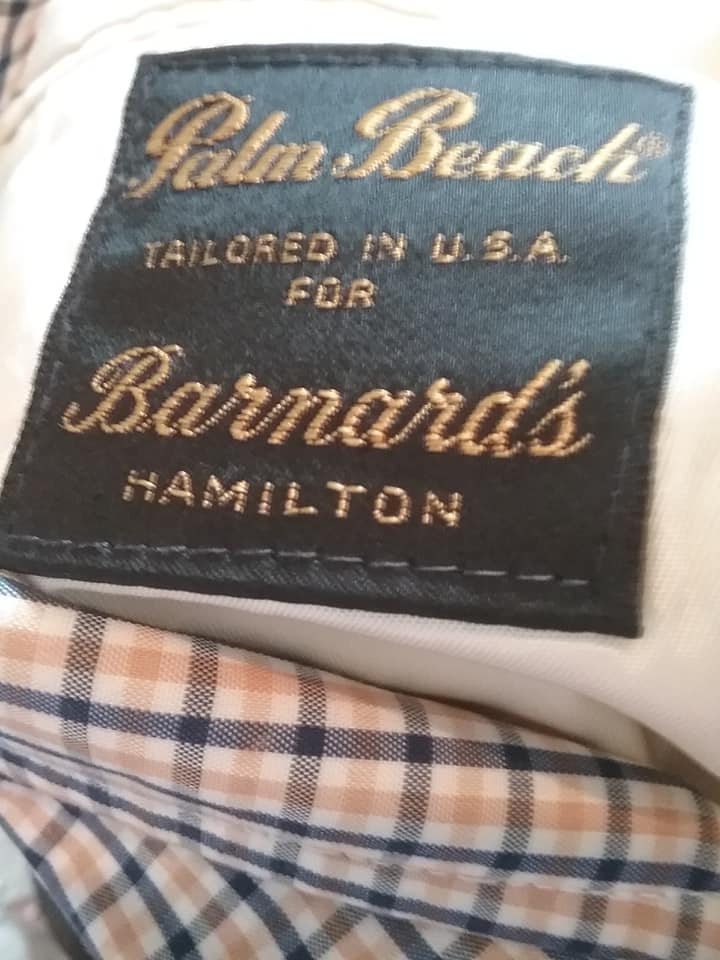 Palm Beach®
TAILORED IN U.S.A.
FOR
Barnard's
HAMILTON